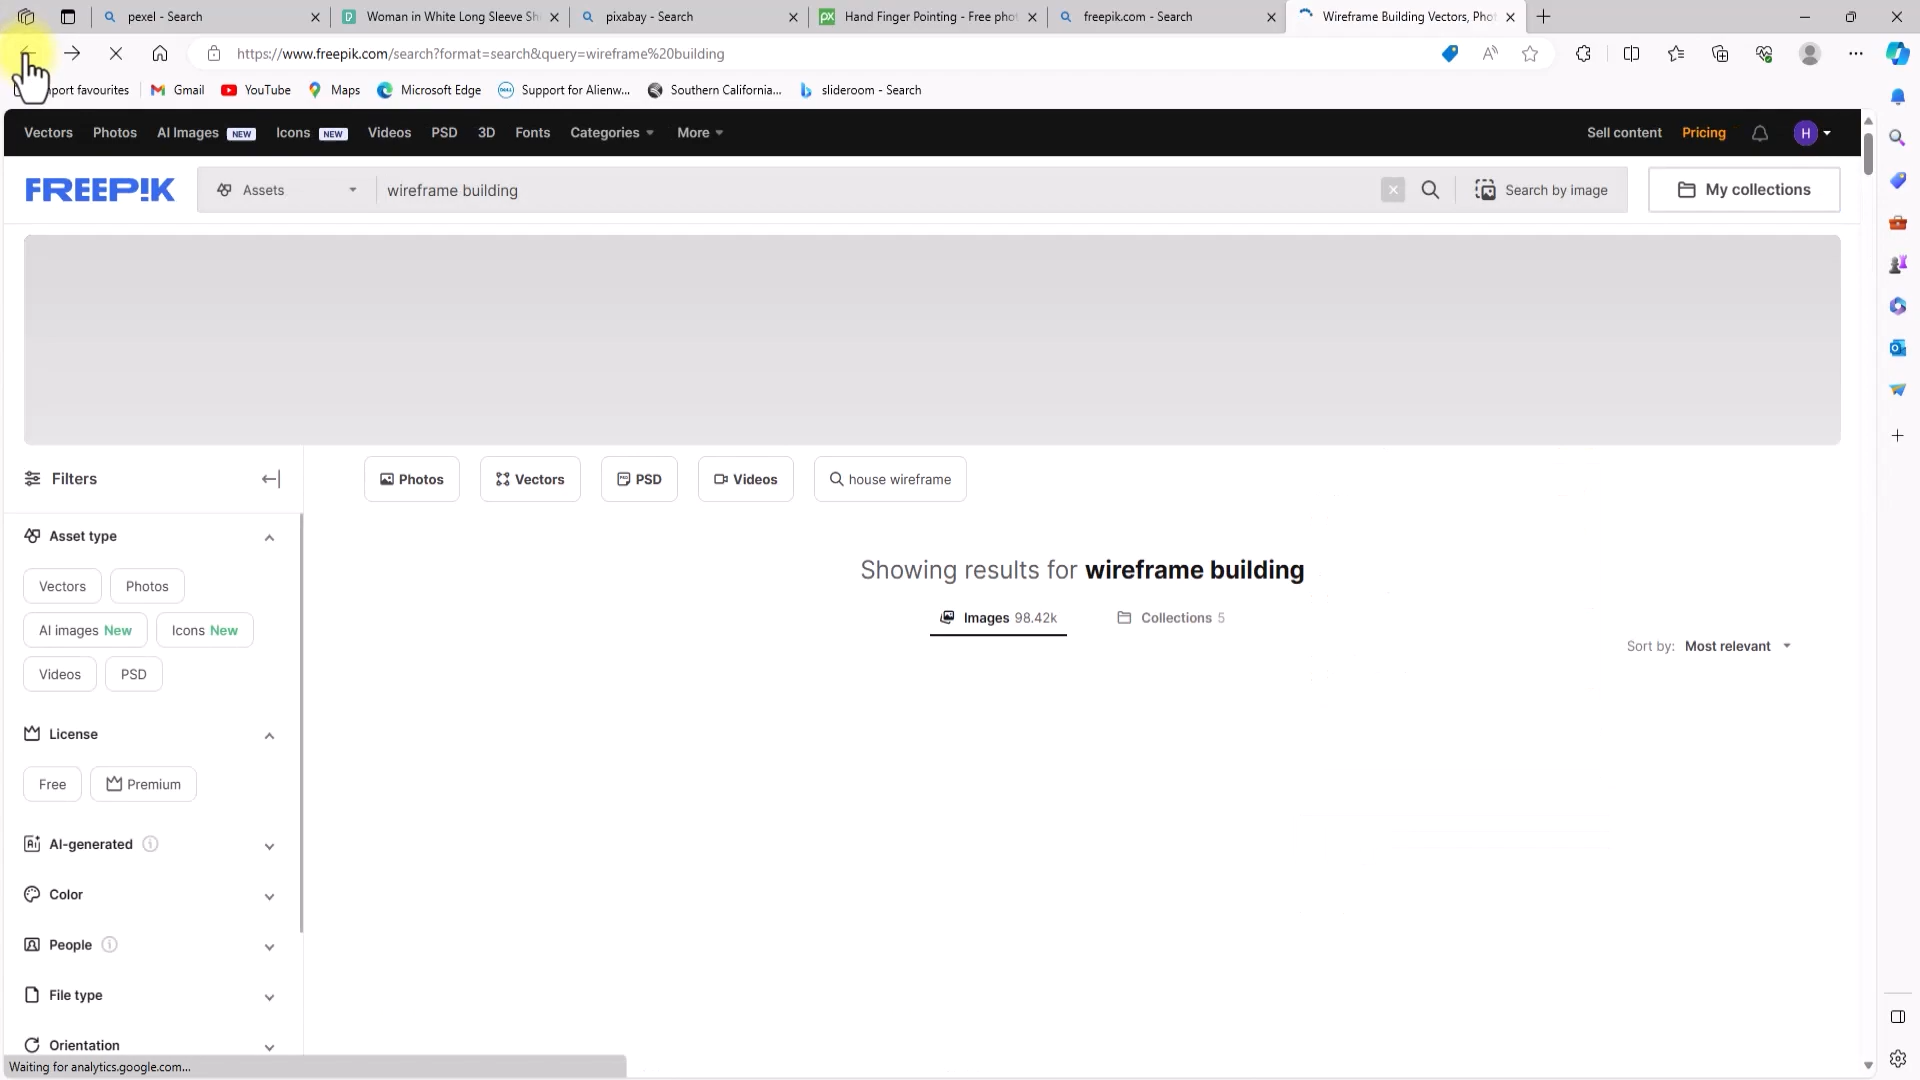 pexel - Search
Woman in White Long Sleeve Shi
pixabay - Search
Hand Finger Pointing - Free phot
freepik.com - Search
Wireframe Building Vectors, Phot
https://www.freepik.com/search?format=search&query=wireframe%20building
port favourites
Gmail
YouTube
Maps
Microsoft Edge
Support for Alienw...
Southern California...
slideroom - Search
Vectors
Photos
AI Images NEW
Icons NEW
Videos
PSD
3D
Fonts
Categories
More
Sell content
Pricing
H
FREEP!K
Assets
wireframe building
Search by image
My collections
Filters
Photos
Vectors
PSD
Videos
house wireframe
Asset type
Vectors
Photos
AI images New
Icons New
Videos
PSD
Showing results for wireframe building
Images 98.42k
Collections 5
Sort by: Most relevant
License
Free
Premium
AI-generated
Color
People
File type
Orientation
Waiting for analytics.google.com...